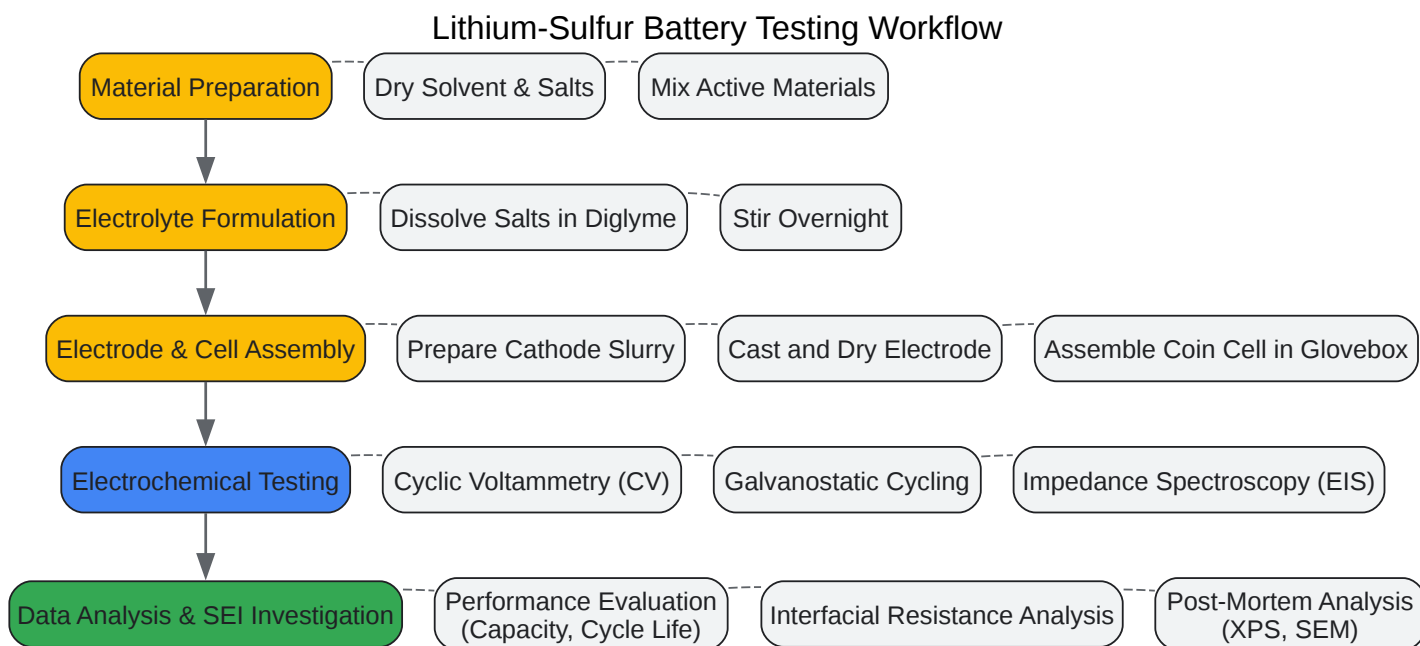 Lithium-Sulfur Battery Testing Workflow
Material Preparation
Dry Solvent & Salts
Mix Active Materials
Electrolyte Formulation
Dissolve Salts in Diglyme
Stir Overnight
Electrode & Cell Assembly
Prepare Cathode Slurry
Cast and Dry Electrode
Assemble Coin Cell in Glovebox
Electrochemical Testing
Cyclic Voltammetry (CV)
Galvanostatic Cycling
Impedance Spectroscopy (EIS)
Data Analysis & SEI Investigation
Performance Evaluation
(Capacity, Cycle Life)
Interfacial Resistance Analysis
Post-Mortem Analysis
(XPS, SEM)